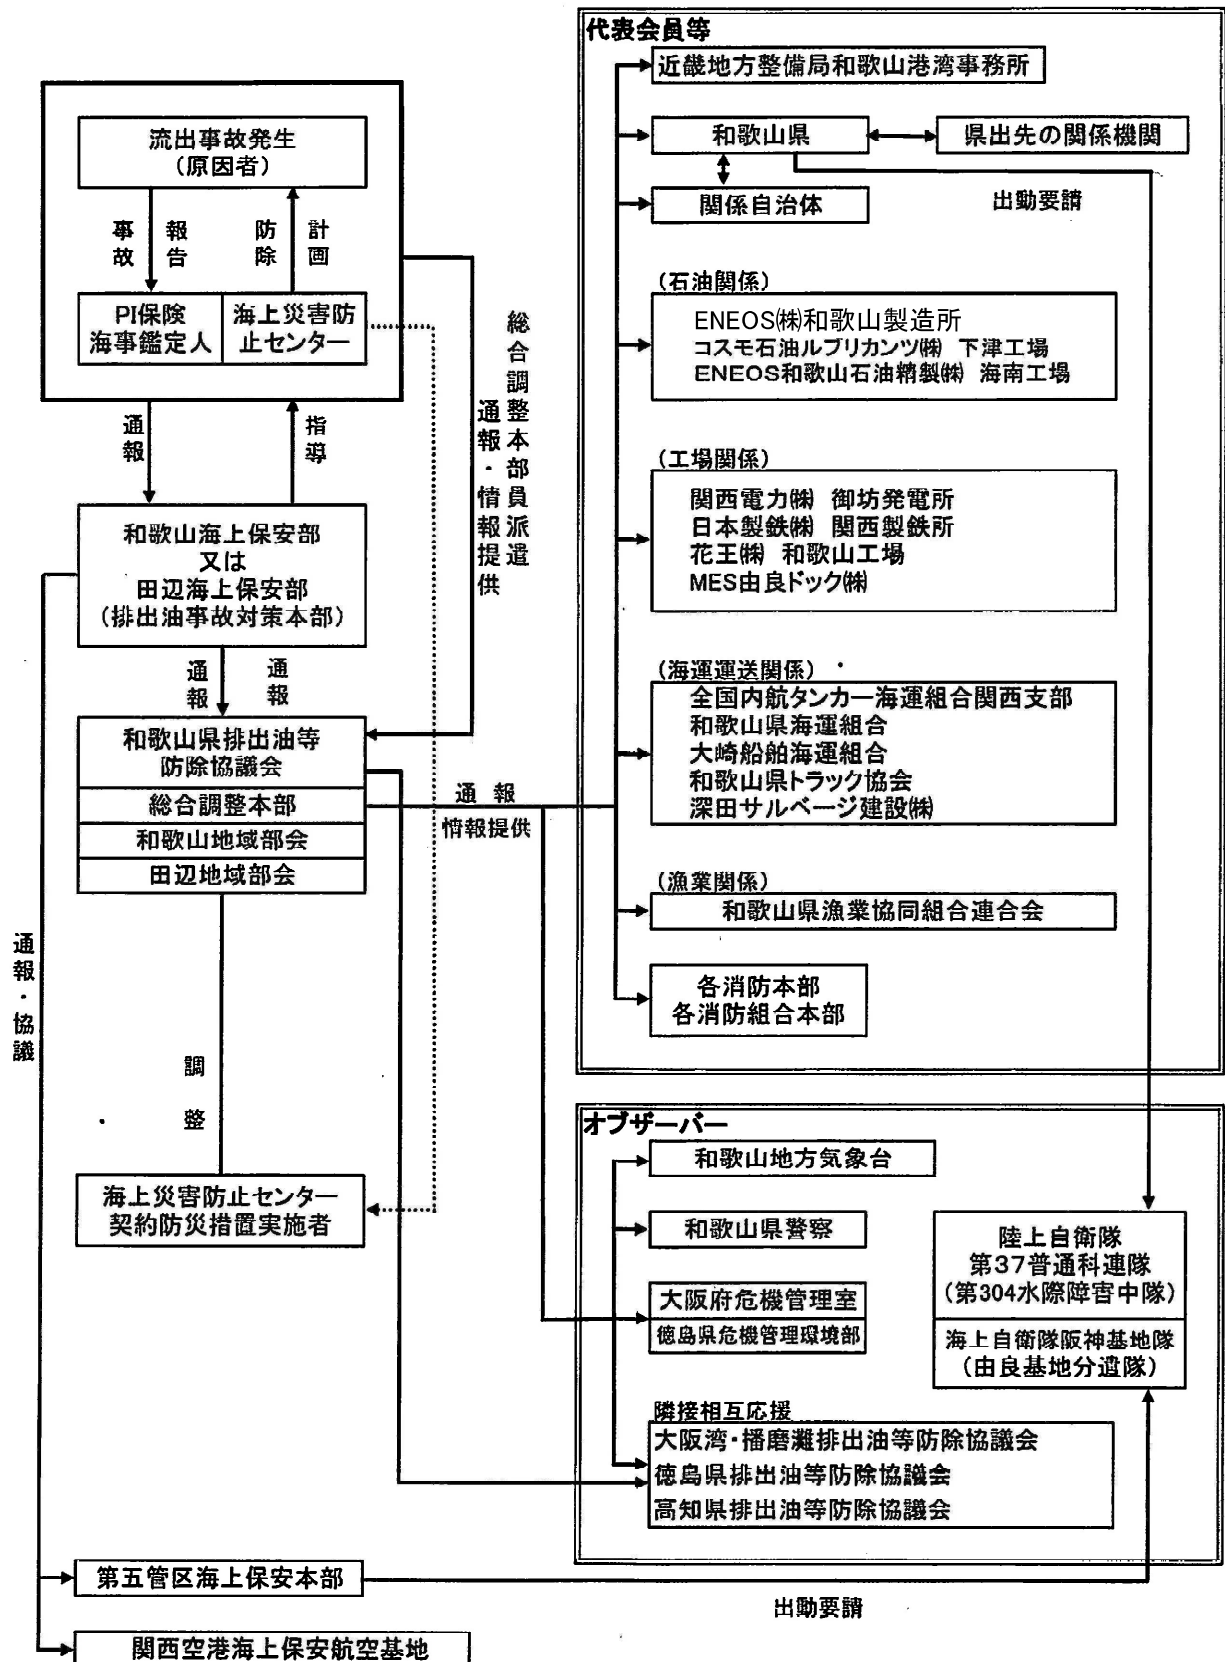 代表会員等
近畿地方整備局和歌山港湾事務所
和歌山県
県出先の関係機関
関係自治体
出動要請
流出事故発生
(原因者)
事故
報告
防除
計画
PI保険
海事鑑定人
海上災害防
止センター
総合調整本部員派遣
通報・情報提供
通報
指導
(石油関係)
ENEOS㈱和歌山製造所
コスモ石油ルブリカンツ㈱ 下津工場
ENEOS和歌山石油精製㈱ 海南工場
(工場関係)
関西電力㈱ 御坊発電所
日本製鉄㈱ 関西製鉄所
花王㈱ 和歌山工場
MES由良ドック㈱
和歌山海上保安部
又は
田辺海上保安部
(排出油事故対策本部)
通報
通報
(海運運送関係)
全国内航タンカー海運組合関西支部
和歌山県海運組合
大崎船舶海運組合
和歌山県トラック協会
深田サルベージ建設㈱
和歌山県排出油等
防除協議会
総合調整本部
和歌山地域部会
田辺地域部会
通報
情報提供
(漁業関係)
和歌山県漁業協同組合連合会
各消防本部
各消防組合本部
通報・協議
調整
オブザーバー
和歌山地方気象台
和歌山県警察
大阪府危機管理室
徳島県危機管理環境部
陸上自衛隊
第37普通科連隊
(第304水際障害中隊)
海上自衛隊阪神基地隊
(由良基地分遣隊)
海上災害防止センター
契約防災措置実施者
隣接相互応援
大阪湾・播磨灘排出油等防除協議会
徳島県排出油等防除協議会
高知県排出油等防除協議会
第五管区海上保安本部
出動要請
関西空港海上保安航空基地